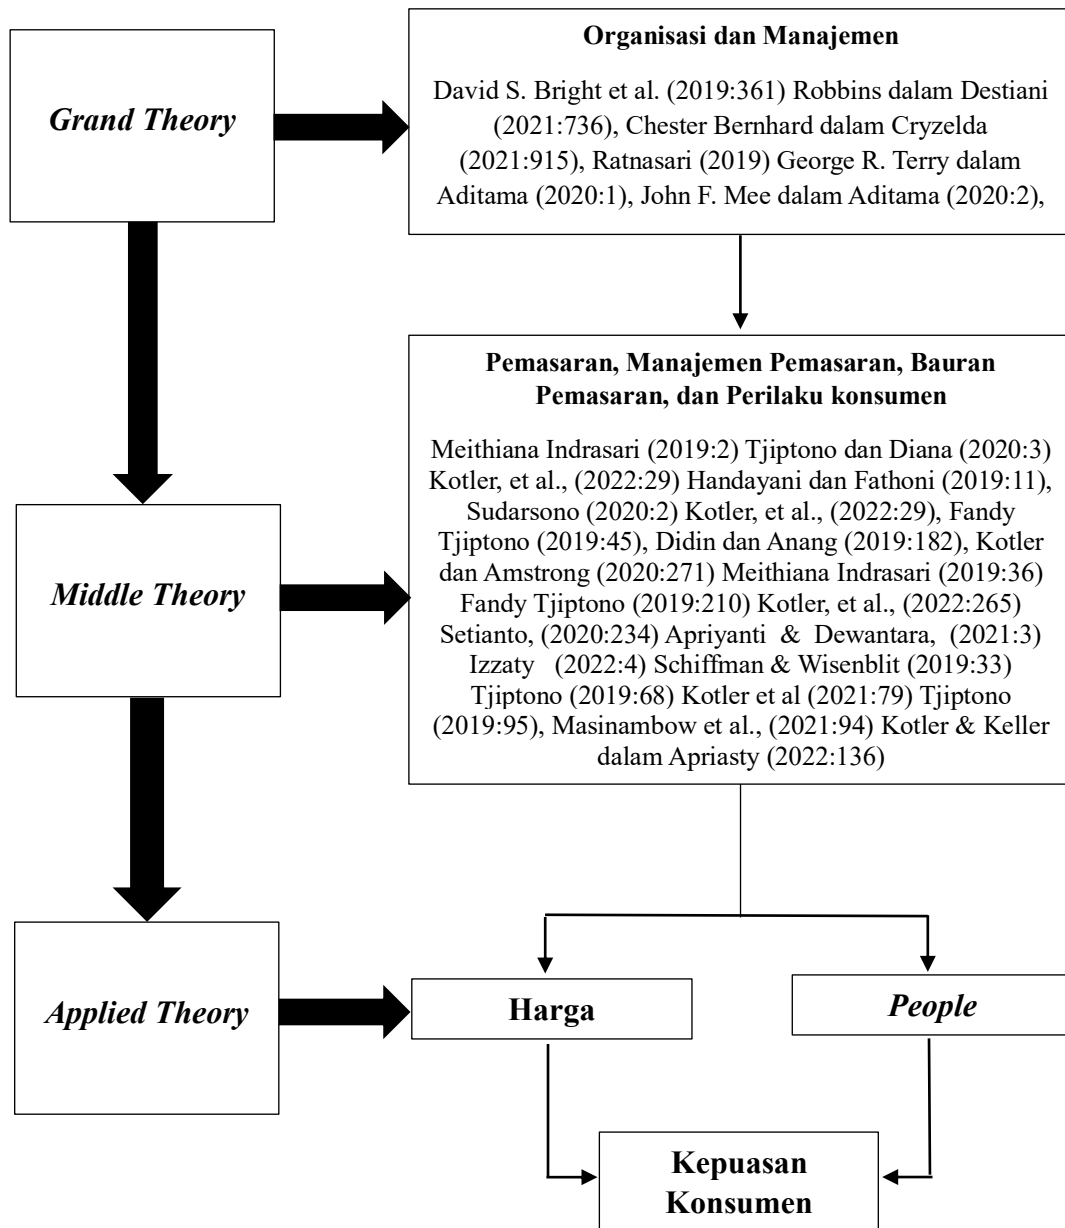 Grand Theory
Organisasi dan Manajemen
David S. Bright et al. (2019:361) Robbins dalam Destiani
(2021:736), Chester Bernhard dalam Cryzelda
(2021:915), Ratnasari (2019) George R. Terry dalam
Aditama (2020:1), John F. Mee dalam Aditama (2020:2),
Middle Theory
Pemasaran, Manajemen Pemasaran, Bauran
Pemasaran, dan Perilaku konsumen
Meithiana Indrasari (2019:2) Tjiptono dan Diana (2020:3)
Kotler, et al., (2022:29) Handayani dan Fathoni (2019:11),
Sudarsono (2020:2) Kotler, et al., (2022:29), Fandy
Tjiptono (2019:45), Didin dan Anang (2019:182), Kotler
dan Amstrong (2020:271) Meithiana Indrasari (2019:36)
Fandy Tjiptono (2019:210) Kotler, et al., (2022:265)
Setianto, (2020:234) Apriyanti & Dewantara, (2021:3)
Izzaty (2022:4) Schiffman & Wisenblit (2019:33)
Tjiptono (2019:68) Kotler et al (2021:79) Tjiptono
(2019:95), Masinambow et al., (2021:94) Kotler & Keller
dalam Apriasty (2022:136)
Applied Theory
Harga
People
Kepuasan
Konsumen